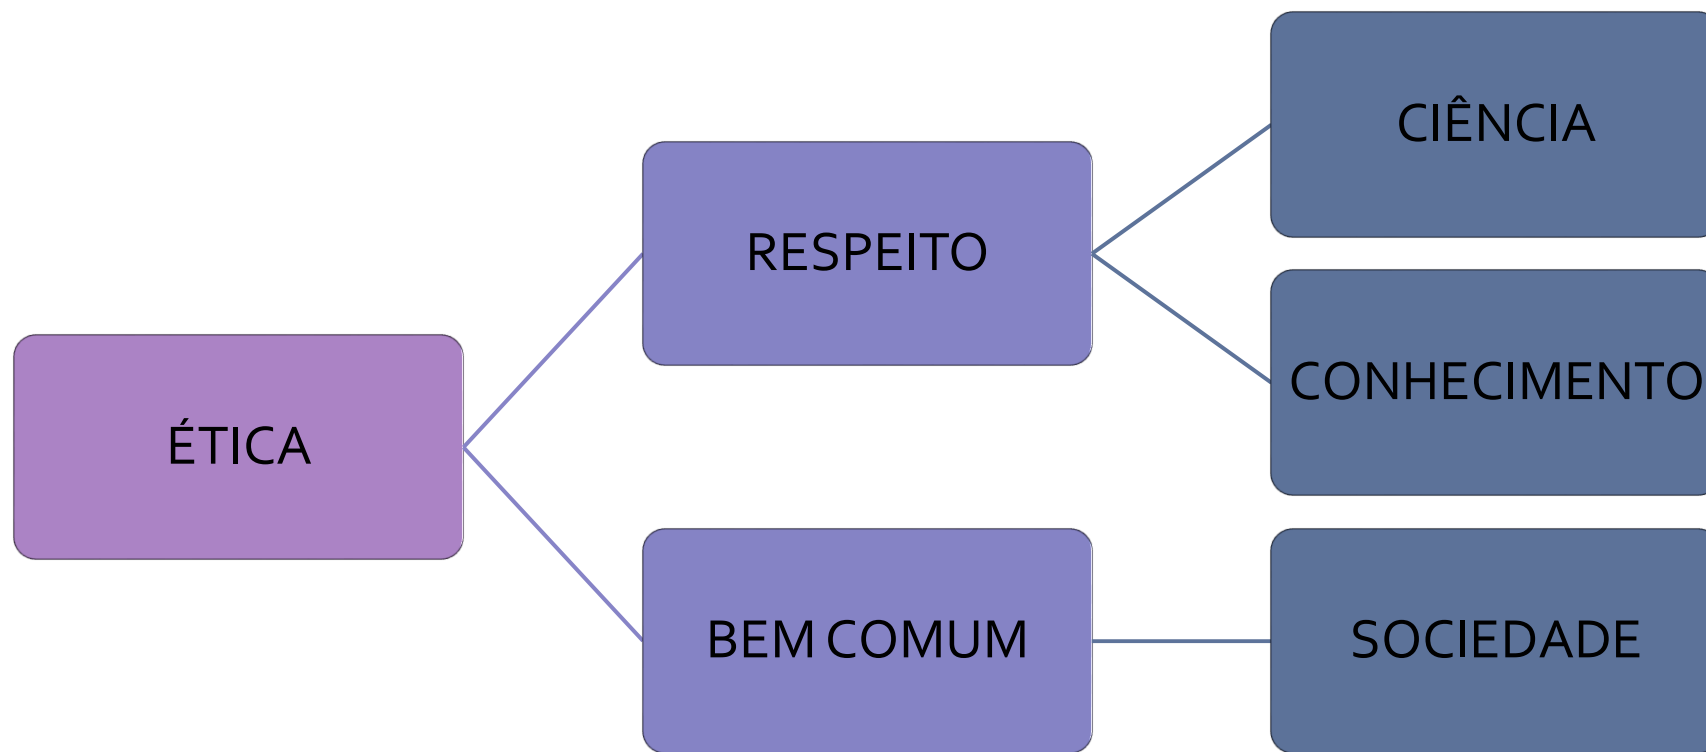 CIÊNCIA
RESPEITO
CONHECIMENTO
ÉTICA
BEM COMUM
SOCIEDADE